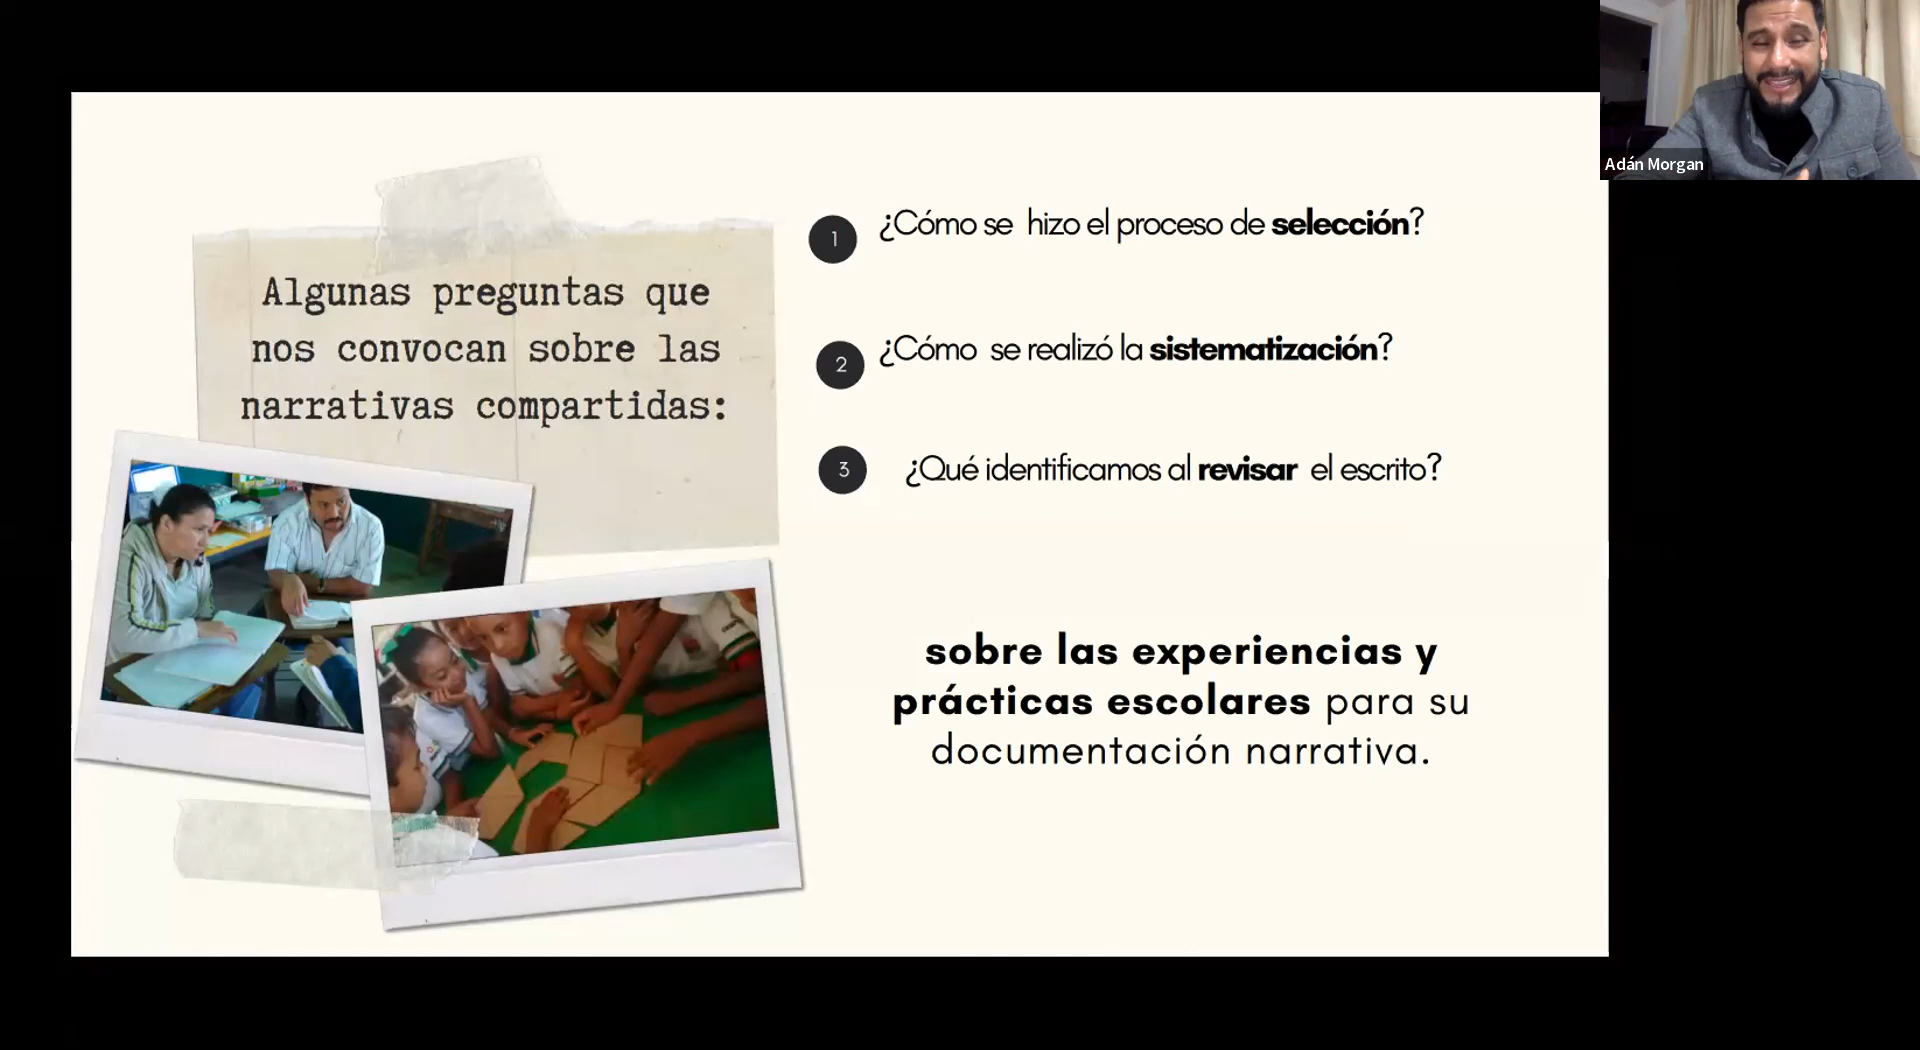 Algunas preguntas que
nos convocan sobre las
narrativas compartidas:
1 ¿Cómo se hizo el proceso de selección?
2 ¿Cómo se realizó la sistematización?
3 ¿Qué identificamos al revisar el escrito?
sobre las experiencias y
prácticas escolares para su
documentación narrativa.
Adán Morgan